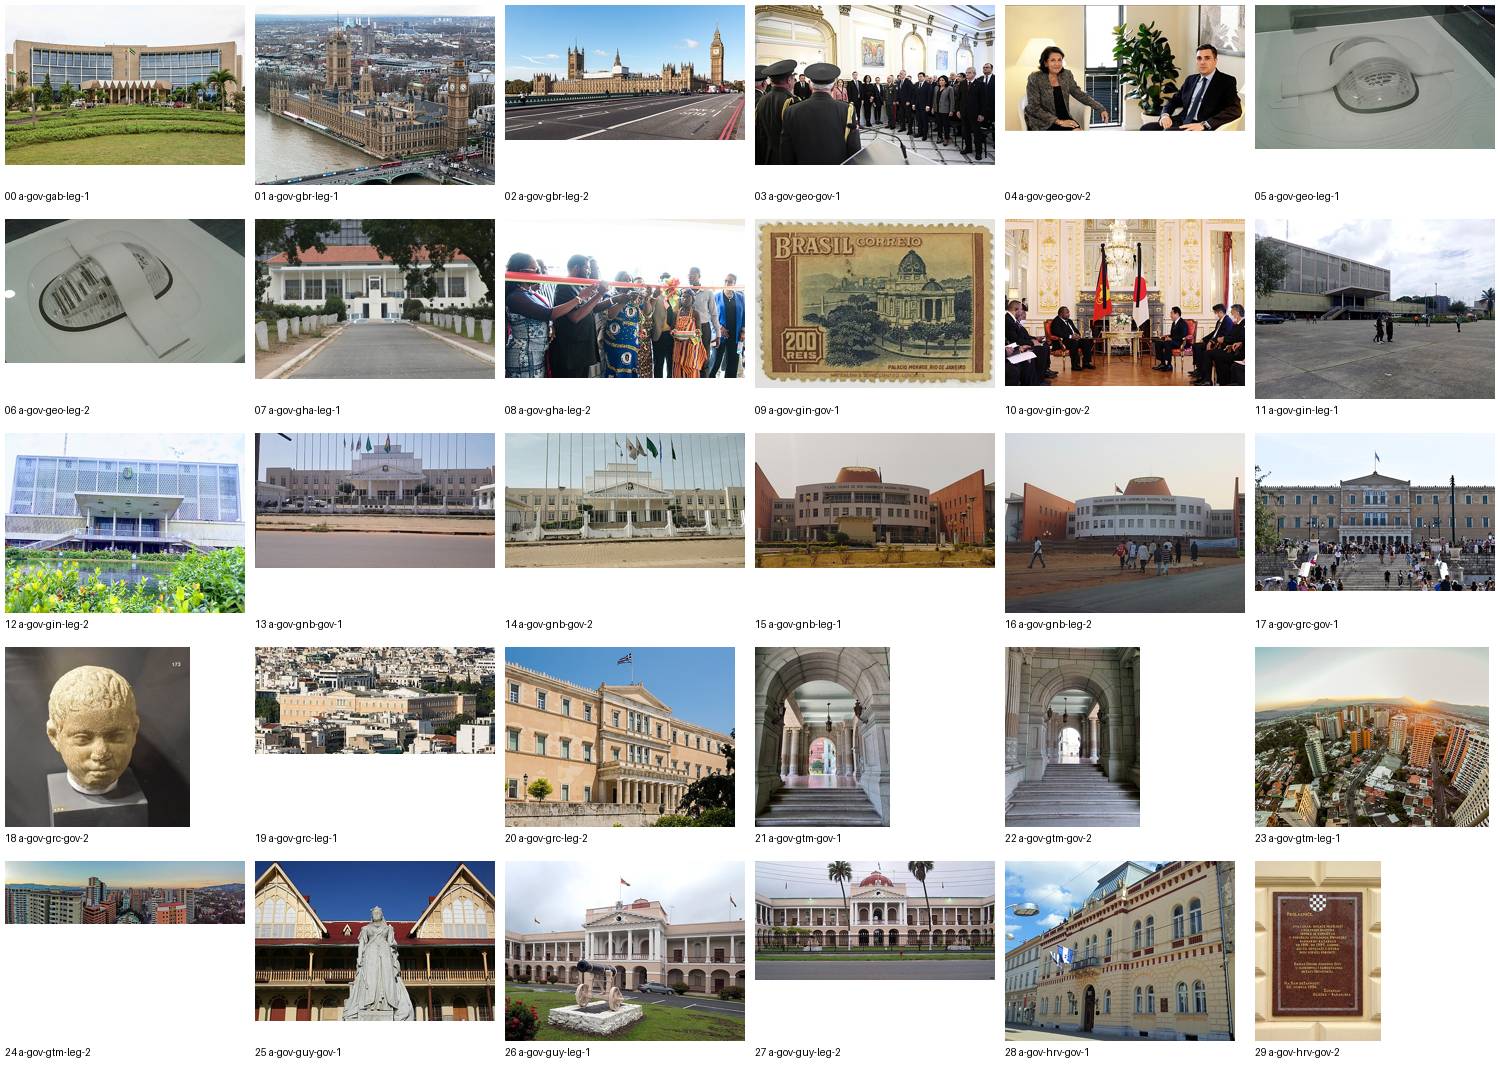 00 a-gov-gab-leg-1
01 a-gov-gbr-leg-1
02 a-gov-gbr-leg-2
03 a-gov-geo-gov-1
04 a-gov-geo-gov-2
05 a-gov-geo-leg-1
06 a-gov-geo-leg-2
07 a-gov-gha-leg-1
08 a-gov-gha-leg-2
BRASIL CORREIO
200
REIS
PALACIO MONROE, RIO DE JANEIRO
09 a-gov-gin-gov-1
10 a-gov-gin-gov-2
11 a-gov-gin-leg-1
12 a-gov-gin-leg-2
13 a-gov-gnb-gov-1
14 a-gov-gnb-gov-2
15 a-gov-gnb-leg-1
16 a-gov-gnb-leg-2
17 a-gov-grc-gov-1
173
18 a-gov-grc-gov-2
19 a-gov-grc-leg-1
20 a-gov-grc-leg-2
21 a-gov-gtm-gov-1
22 a-gov-gtm-gov-2
23 a-gov-gtm-leg-1
24 a-gov-gtm-leg-2
25 a-gov-guy-gov-1
26 a-gov-guy-leg-1
27 a-gov-guy-leg-2
28 a-gov-hrv-gov-1
29 a-gov-hrv-gov-2